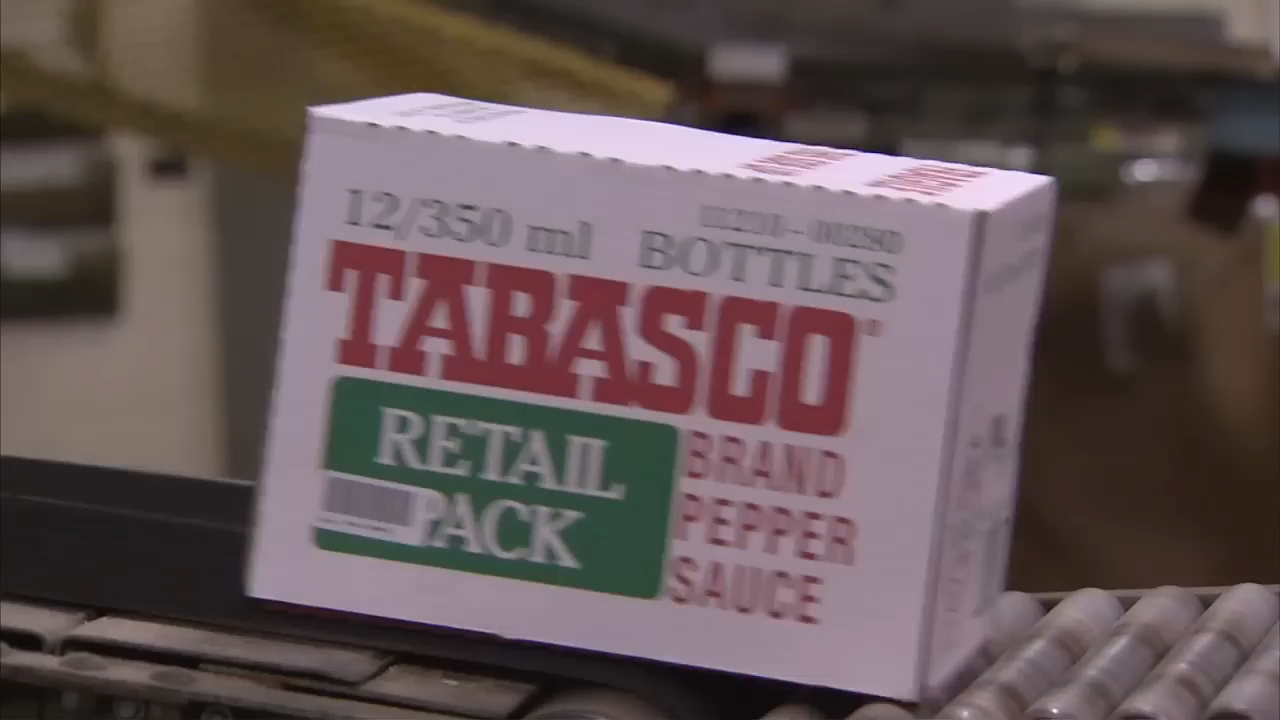 12/350 ml
BOTTLES
TABASCO®
RETAIL
PACK
BRAND
PEPPER
SAUCE